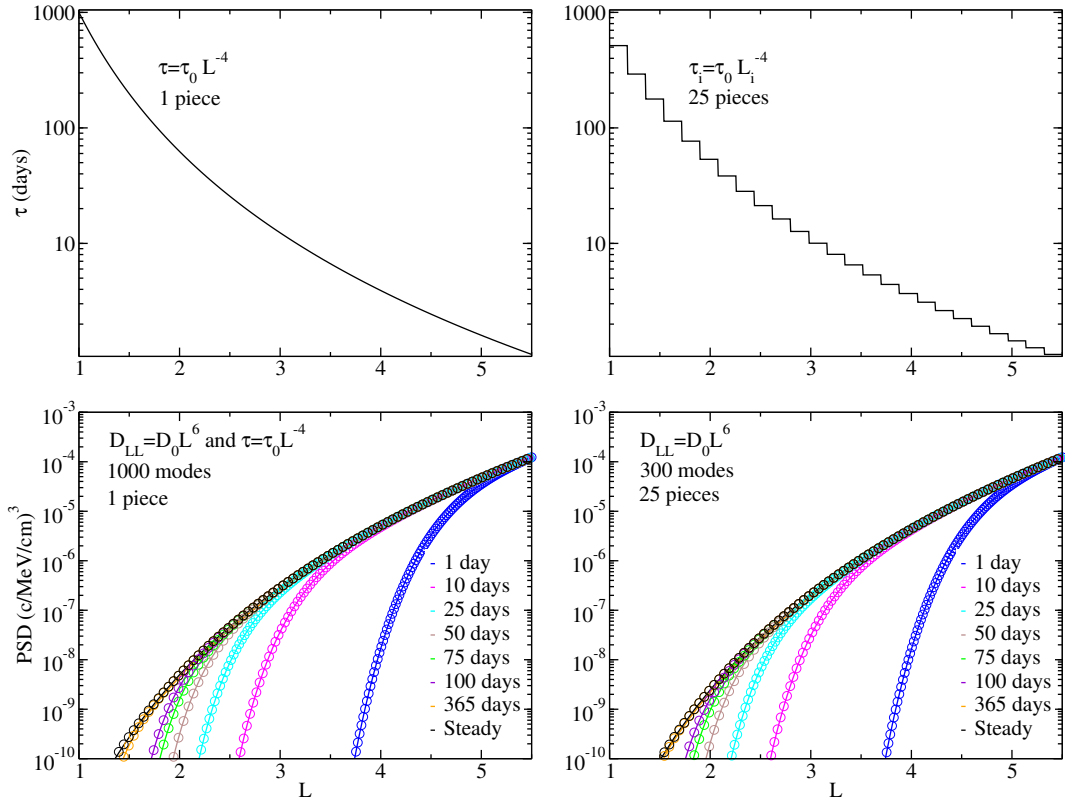 1000
100
10
τ (days)
τ=τ₀ L⁻⁴
1 piece
1 2 3 4 5
1000
100
10
τᵢ=τ₀ Lᵢ⁻⁴
25 pieces
1 2 3 4 5
10⁻³
10⁻⁴
10⁻⁵
10⁻⁶
10⁻⁷
10⁻⁸
10⁻⁹
10⁻¹⁰
PSD (c/MeV/cm)³
D_LL=D₀L⁶ and τ=τ₀L⁻⁴
1000 modes
1 piece
1 day
10 days
25 days
50 days
75 days
100 days
365 days
Steady
1 2 3 4 5
L
10⁻³
10⁻⁴
10⁻⁵
10⁻⁶
10⁻⁷
10⁻⁸
10⁻⁹
10⁻¹⁰
D_LL=D₀L⁶
300 modes
25 pieces
1 day
10 days
25 days
50 days
75 days
100 days
365 days
Steady
1 2 3 4 5
L